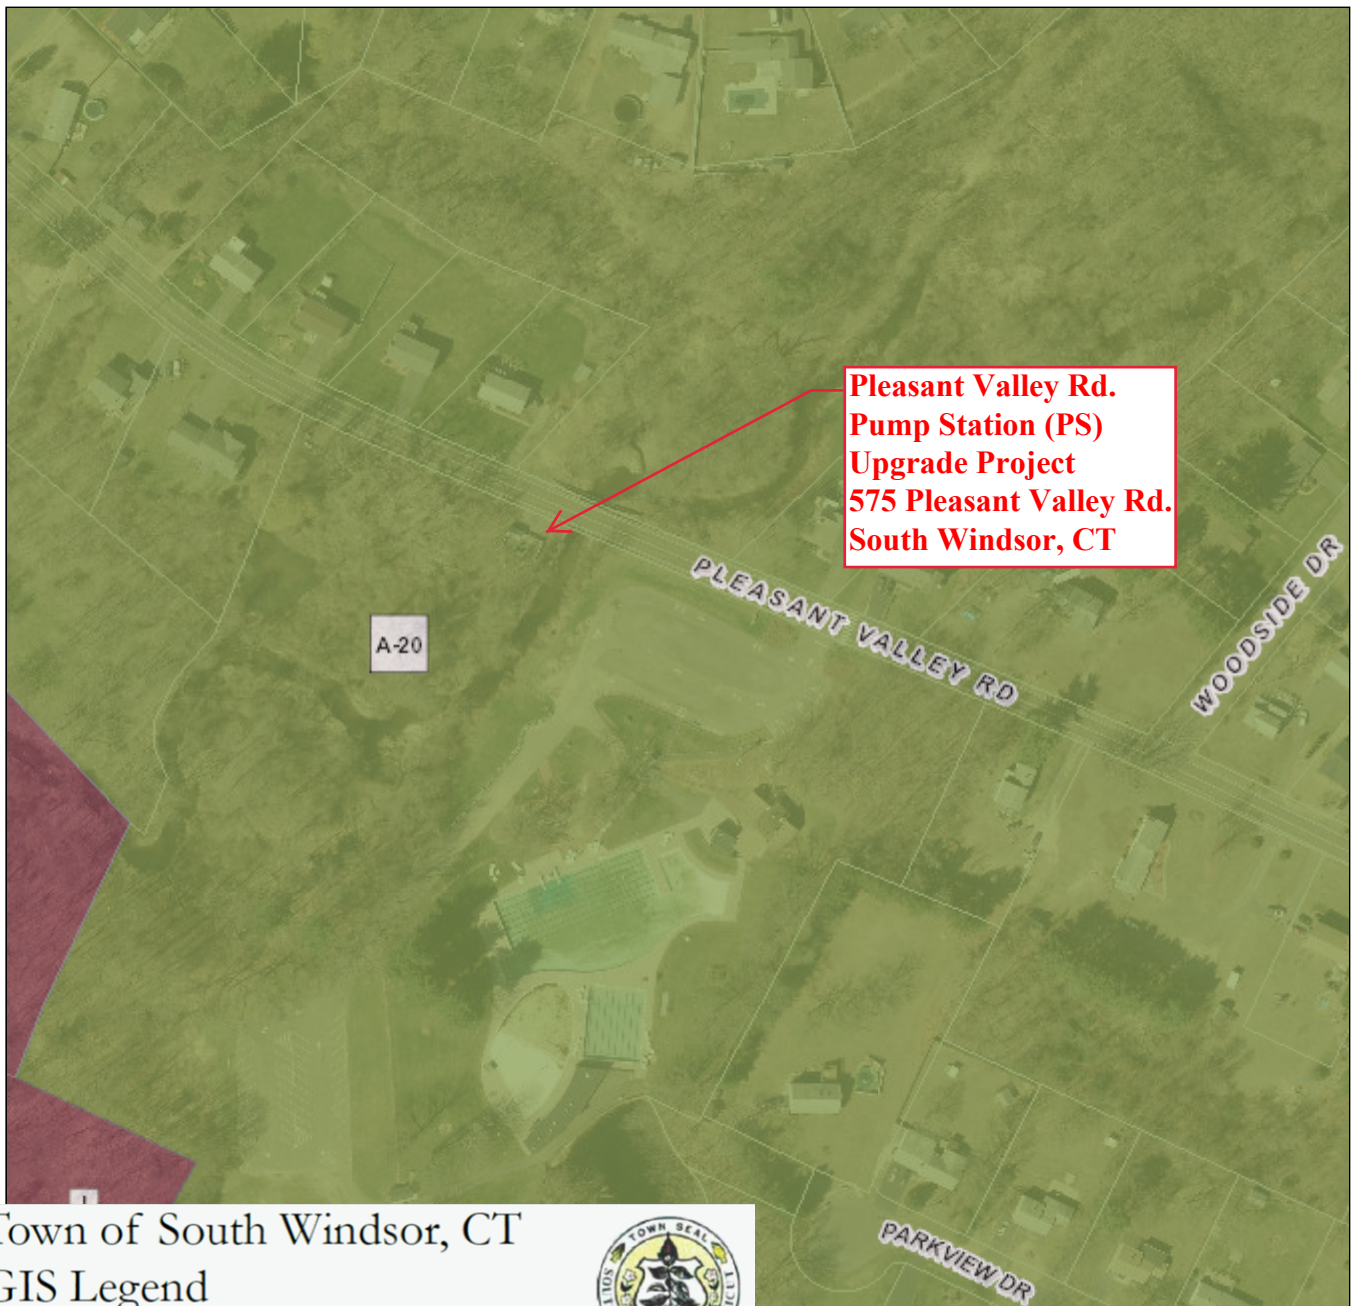 Pleasant Valley Rd.
Pump Station (PS)
Upgrade Project
575 Pleasant Valley Rd.
South Windsor, CT
PLEASANT VALLEY RD
WOODSIDE DR
A-20
PARKVIEW DR
Town of South Windsor, CT
GIS Legend
TOWN SEAL